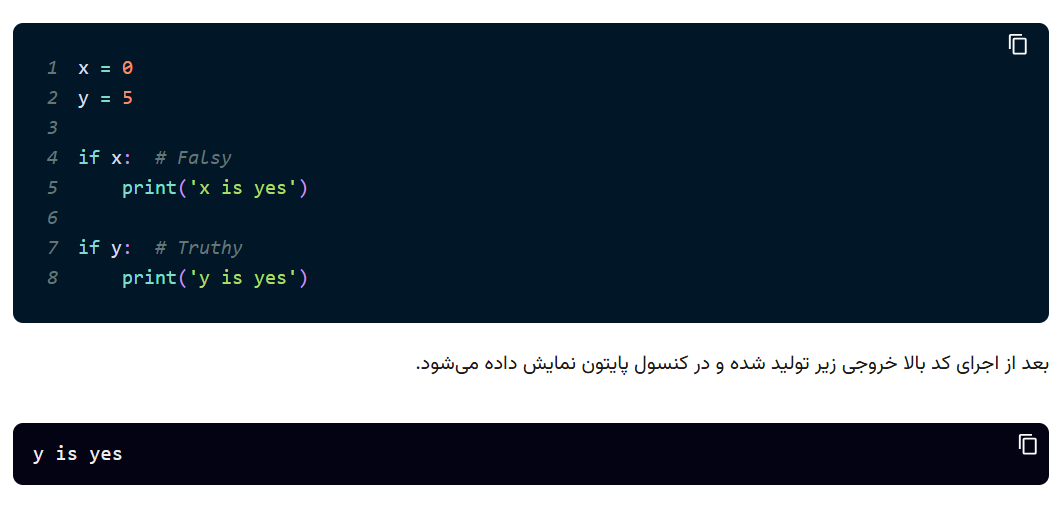 1 x = 0
2 y = 5
3
4 if x:  # Falsy
5     print('x is yes')
6
7 if y:  # Truthy
8     print('y is yes')
بعد از اجرای کد بالا خروجی زیر تولید شده و در کنسول پایتون نمایش داده می‌شود.
y is yes